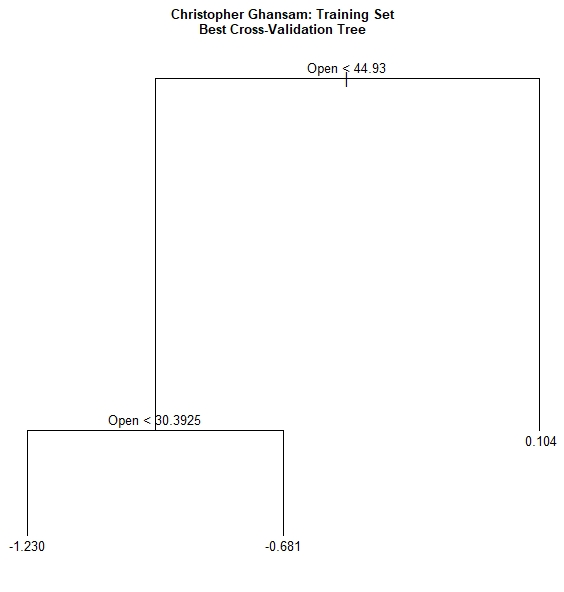 Christopher Ghansam: Training Set
Best Cross-Validation Tree
Open < 44.93
Open < 30.3925
0.104
-1.230
-0.681